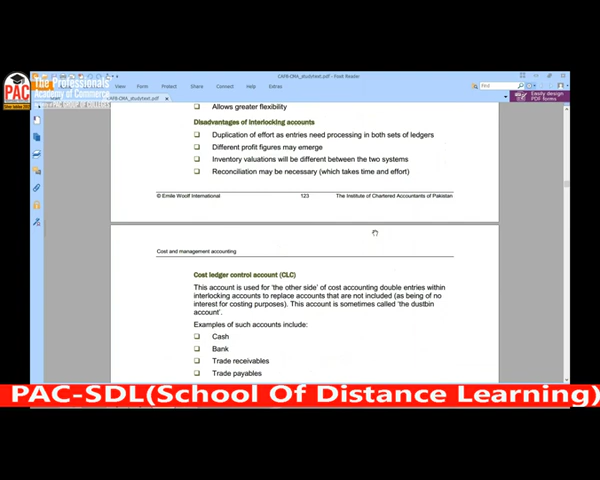 The Professionals'
Academy of Commerce
PAC
CAF8-CMA_studytext.pdf - Foxit Reader
Form
Protect
Share
Connect
Help
Extras
Find
CAF8-CMA_studytext.pdf
Easily design
PDF forms
Allows greater flexibility
Disadvantages of interlocking accounts
Duplication of effort as entries need processing in both sets of ledgers
Different profit figures may emerge
Inventory valuations will be different between the two systems
Reconciliation may be necessary (which takes time and effort)
© Emile Woolf International
123
The Institute of Chartered Accountants of Pakistan
Cost and management accounting
Cost ledger control account (CLC)
This account is used for 'the other side' of cost accounting double entries within
interlocking accounts to replace accounts that are not included (as being of no
interest for costing purposes). This account is sometimes called 'the dustbin
account'.
Examples of such accounts include:
Cash
Bank
Trade receivables
Trade payables
PAC-SDL(School Of Distance Learning)